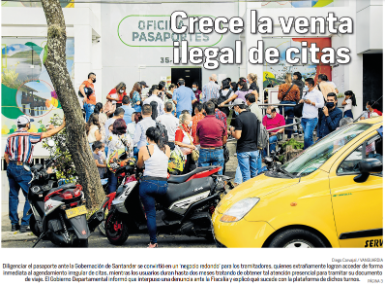 OFICINA
PASAPORTES
Crece la venta
ilegal de citas
Diego Carvajal / VANGUARDIA
Diligenciar el pasaporte ante la Gobernación de Santander se convirtió en un 'negocio redondo' para los tramitadores, quienes extrañamente logran acceder de forma
inmediata al agendamiento irregular de citas, mientras los usuarios duran hasta dos meses tratando de obtener tal atención presencial para tramitar su documento
de viaje. El Gobierno Departamental informó que interpuso una denuncia ante la Fiscalía y explicó qué sucede con la plataforma de dichos turnos.